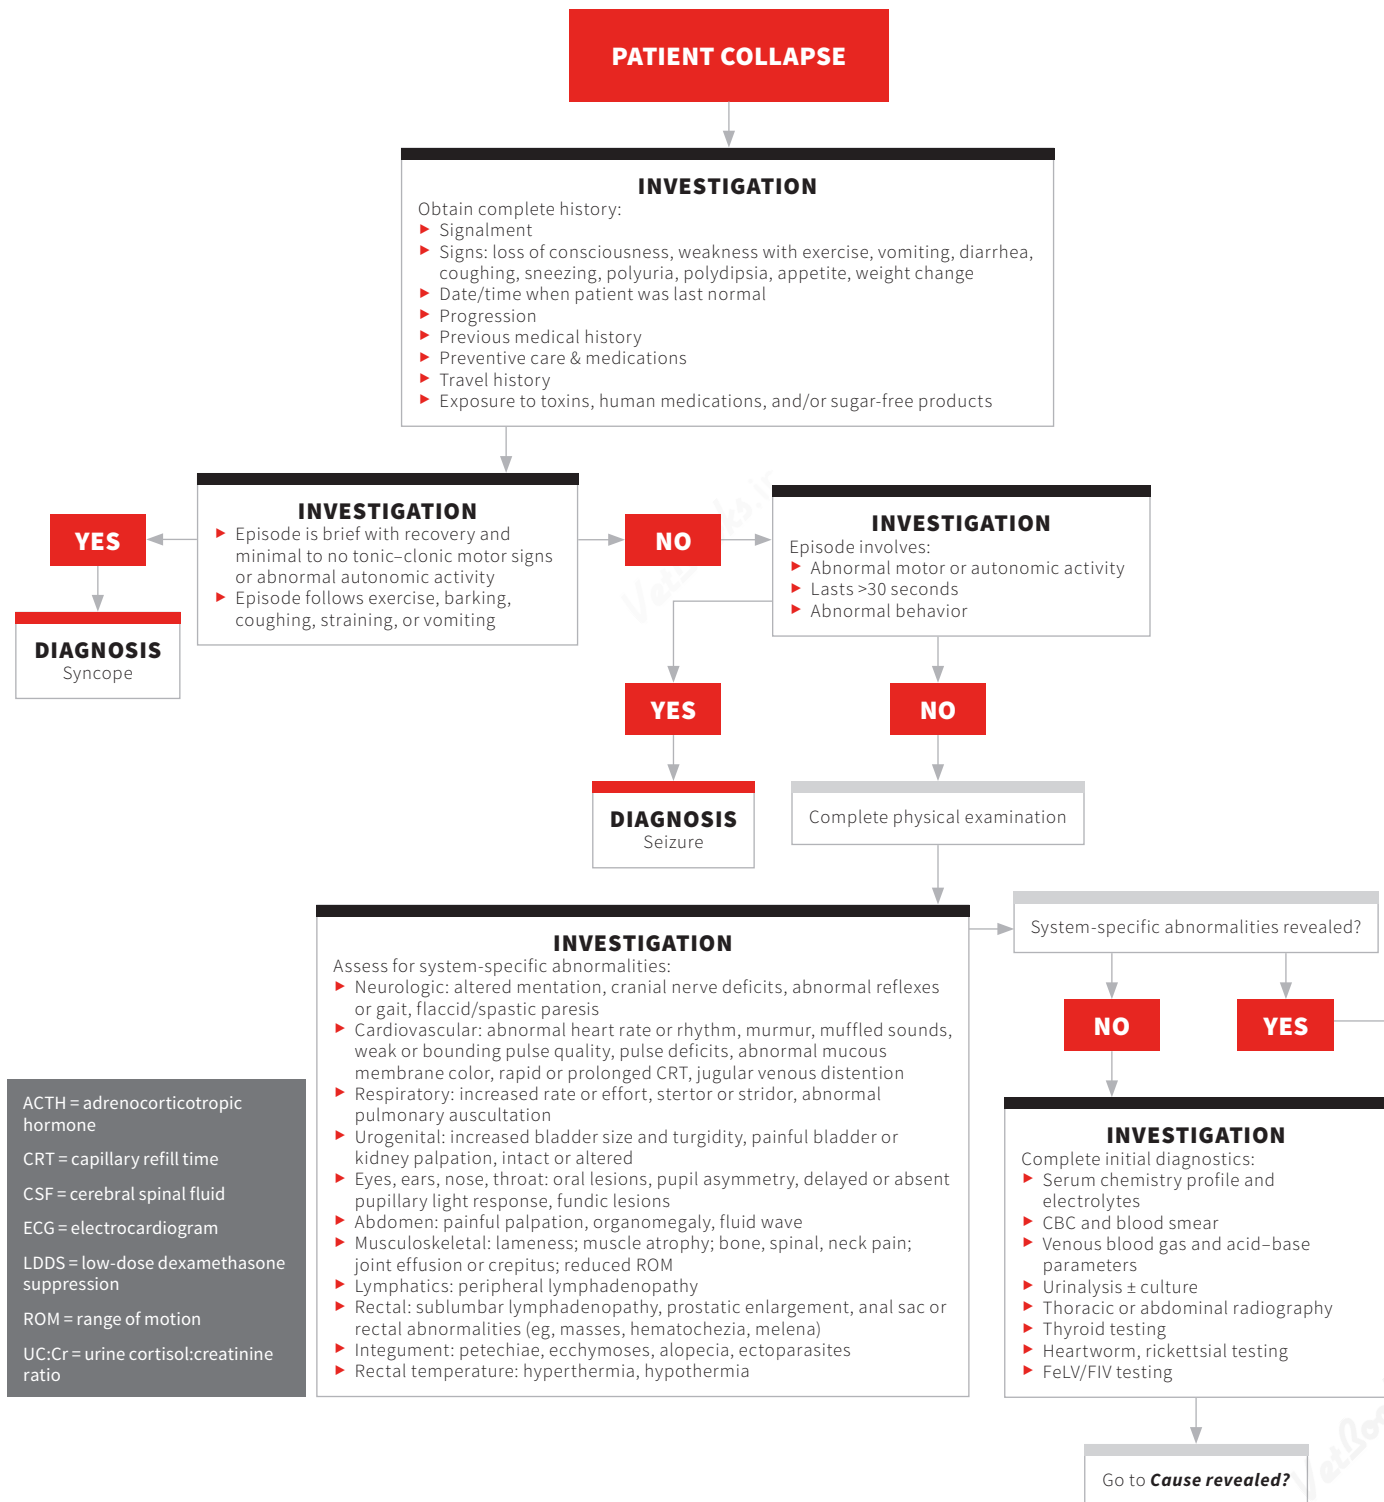 PATIENT COLLAPSE
INVESTIGATION
Obtain complete history:
► Signalment
► Signs: loss of consciousness, weakness with exercise, vomiting, diarrhea,
coughing, sneezing, polyuria, polydipsia, appetite, weight change
► Date/time when patient was last normal
► Progression
► Previous medical history
► Preventive care & medications
► Travel history
► Exposure to toxins, human medications, and/or sugar-free products
YES
INVESTIGATION
► Episode is brief with recovery and
minimal to no tonic–clonic motor signs
or abnormal autonomic activity
► Episode follows exercise, barking,
coughing, straining, or vomiting
NO
INVESTIGATION
Episode involves:
► Abnormal motor or autonomic activity
► Lasts >30 seconds
► Abnormal behavior
DIAGNOSIS
Syncope
YES
NO
DIAGNOSIS
Seizure
Complete physical examination
INVESTIGATION
Assess for system-specific abnormalities:
► Neurologic: altered mentation, cranial nerve deficits, abnormal reflexes
or gait, flaccid/spastic paresis
► Cardiovascular: abnormal heart rate or rhythm, murmur, muffled sounds,
weak or bounding pulse quality, pulse deficits, abnormal mucous
membrane color, rapid or prolonged CRT, jugular venous distention
► Respiratory: increased rate or effort, stertor or stridor, abnormal
pulmonary auscultation
► Urogenital: increased bladder size and turgidity, painful bladder or
kidney palpation, intact or altered
► Eyes, ears, nose, throat: oral lesions, pupil asymmetry, delayed or absent
pupillary light response, fundic lesions
► Abdomen: painful palpation, organomegaly, fluid wave
► Musculoskeletal: lameness; muscle atrophy; bone, spinal, neck pain;
joint effusion or crepitus; reduced ROM
► Lymphatics: peripheral lymphadenopathy
► Rectal: sublumbar lymphadenopathy, prostatic enlargement, anal sac or
rectal abnormalities (eg, masses, hematochezia, melena)
► Integument: petechiae, ecchymoses, alopecia, ectoparasites
► Rectal temperature: hyperthermia, hypothermia
System-specific abnormalities revealed?
NO
YES
INVESTIGATION
Complete initial diagnostics:
► Serum chemistry profile and
electrolytes
► CBC and blood smear
► Venous blood gas and acid–base
parameters
► Urinalysis ± culture
► Thoracic or abdominal radiography
► Thyroid testing
► Heartworm, rickettsial testing
► FeLV/FIV testing
Go to Cause revealed?
ACTH = adrenocorticotropic
hormone
CRT = capillary refill time
CSF = cerebral spinal fluid
ECG = electrocardiogram
LDDS = low-dose dexamethasone
suppression
ROM = range of motion
UC:Cr = urine cortisol:creatinine
ratio